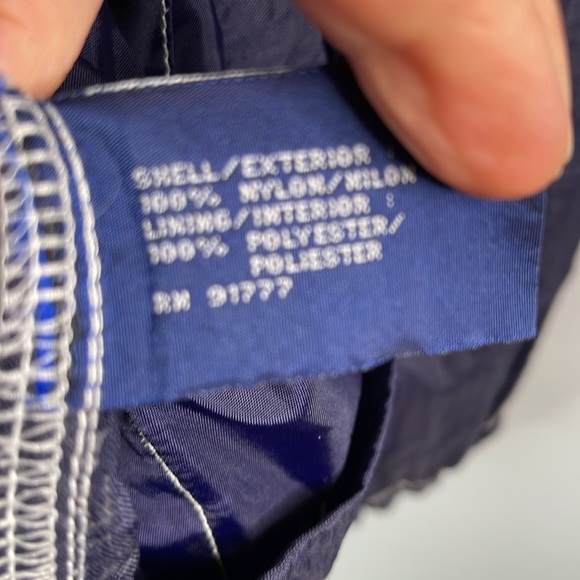 SHELL/EXTERIOR :
100% NYLON/NILON
LINING/INTERIOR :
100% POLYESTER/
POLIESTER
RN 91777